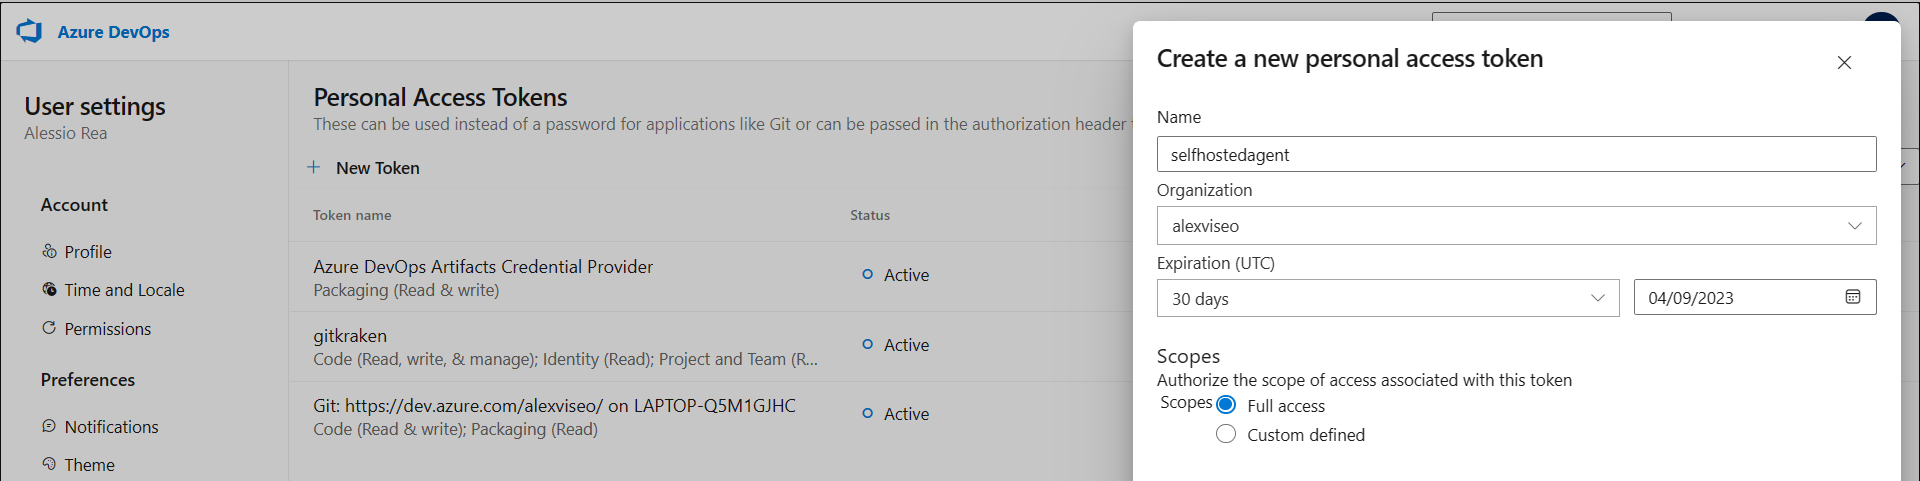 Azure DevOps
User settings
Alessio Rea
Account
Profile
Time and Locale
Permissions
Preferences
Notifications
Theme
Personal Access Tokens
These can be used instead of a password for applications like Git or can be passed in the authorization header
+ New Token
Token name Status
Azure DevOps Artifacts Credential Provider
Packaging (Read & write)
Active
gitkraken
Code (Read, write, & manage); Identity (Read); Project and Team (R...
Active
Git: https://dev.azure.com/alexviseo/ on LAPTOP-Q5M1GJHC
Code (Read & write); Packaging (Read)
Active
Create a new personal access token
Name
selfhostedagent
Organization
alexviseo
Expiration (UTC)
30 days 04/09/2023
Scopes
Authorize the scope of access associated with this token
Scopes Full access
Custom defined